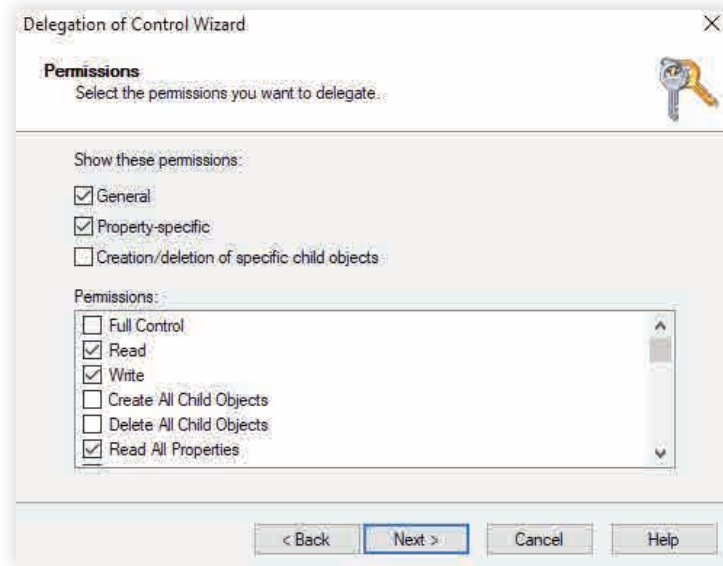 Delegation of Control Wizard
Permissions
Select the permissions you want to delegate.
Show these permissions:
General
Property-specific
Creation/deletion of specific child objects
Permissions:
Full Control
Read
Write
Create All Child Objects
Delete All Child Objects
Read All Properties
< Back Next > Cancel Help